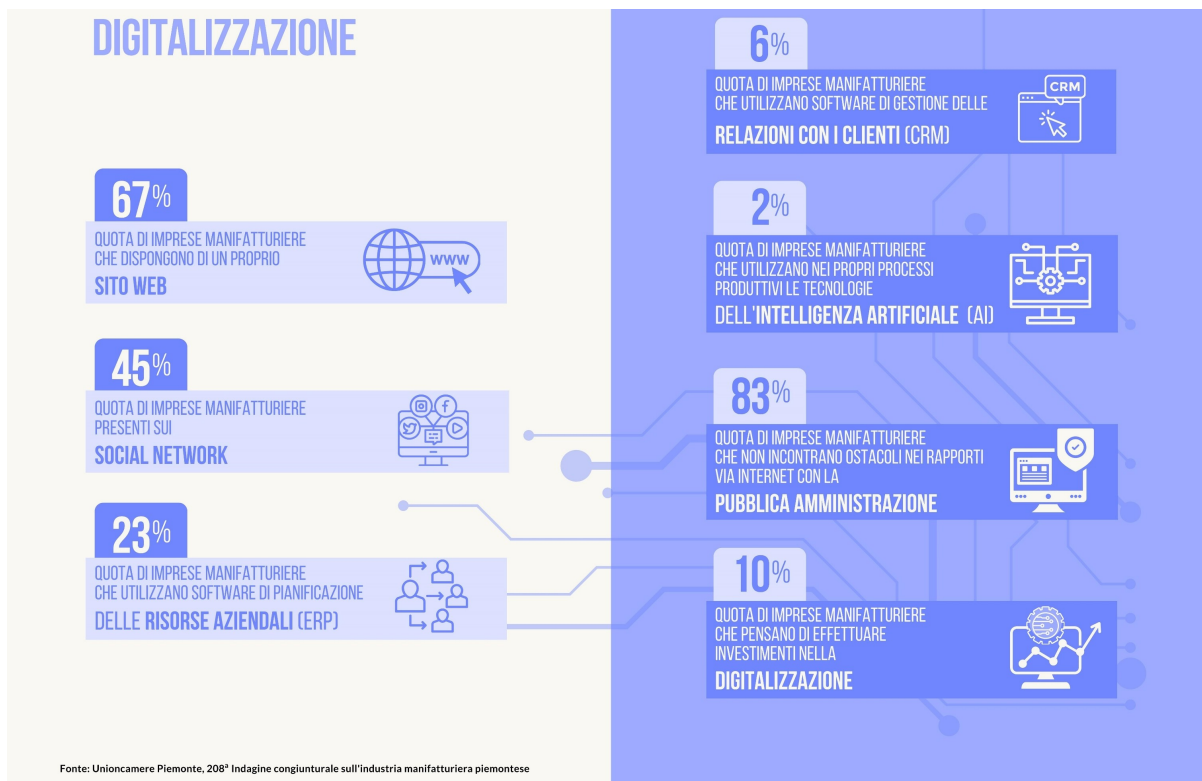 DIGITALIZZAZIONE
67%
QUOTA DI IMPRESE MANIFATTURIERE
CHE DISPONGONO DI UN PROPRIO
SITO WEB
www
45%
QUOTA DI IMPRESE MANIFATTURIERE
PRESENTI SUI
SOCIAL NETWORK
23%
QUOTA DI IMPRESE MANIFATTURIERE
CHE UTILIZZANO SOFTWARE DI PIANIFICAZIONE
DELLE RISORSE AZIENDALI (ERP)
6%
QUOTA DI IMPRESE MANIFATTURIERE
CHE UTILIZZANO SOFTWARE DI GESTIONE DELLE
RELAZIONI CON I CLIENTI (CRM)
CRM
2%
QUOTA DI IMPRESE MANIFATTURIERE
CHE UTILIZZANO NEI PROPRI PROCESSI
PRODUTTIVI LE TECNOLOGIE
DELL'INTELLIGENZA ARTIFICIALE (AI)
83%
QUOTA DI IMPRESE MANIFATTURIERE
CHE NON INCONTRANO OSTACOLI NEI RAPPORTI
VIA INTERNET CON LA
PUBBLICA AMMINISTRAZIONE
10%
QUOTA DI IMPRESE MANIFATTURIERE
CHE PENSANO DI EFFETTUARE
INVESTIMENTI NELLA
DIGITALIZZAZIONE
Fonte: Unioncamere Piemonte, 208ª Indagine congiunturale sull'industria manifatturiera piemontese